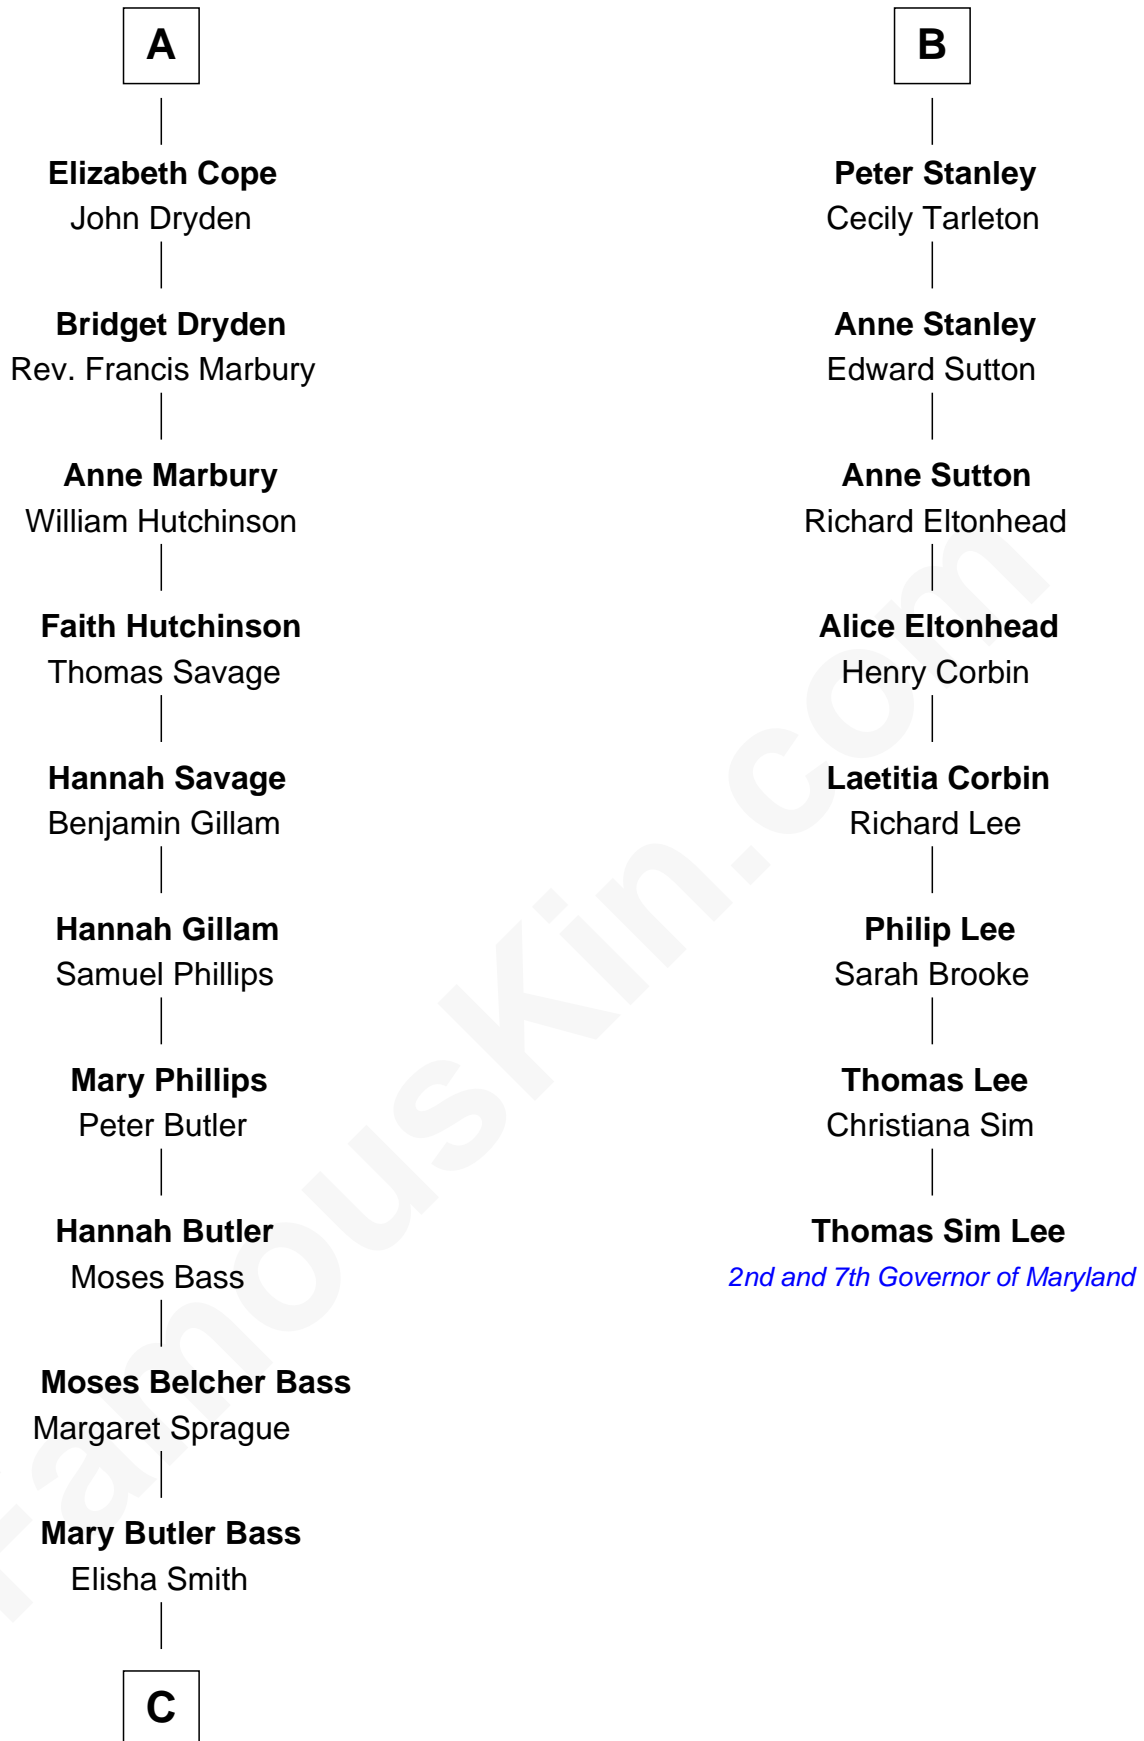 A
Elizabeth Cope
John Dryden
Bridget Dryden
Rev. Francis Marbury
Anne Marbury
William Hutchinson
Faith Hutchinson
Thomas Savage
Hannah Savage
Benjamin Gillam
Hannah Gillam
Samuel Phillips
Mary Phillips
Peter Butler
Hannah Butler
Moses Bass
Moses Belcher Bass
Margaret Sprague
Mary Butler Bass
Elisha Smith
C
B
Peter Stanley
Cecily Tarleton
Anne Stanley
Edward Sutton
Anne Sutton
Richard Eltonhead
Alice Eltonhead
Henry Corbin
Laetitia Corbin
Richard Lee
Philip Lee
Sarah Brooke
Thomas Lee
Christiana Sim
Thomas Sim Lee
2nd and 7th Governor of Maryland
FamousKin.com